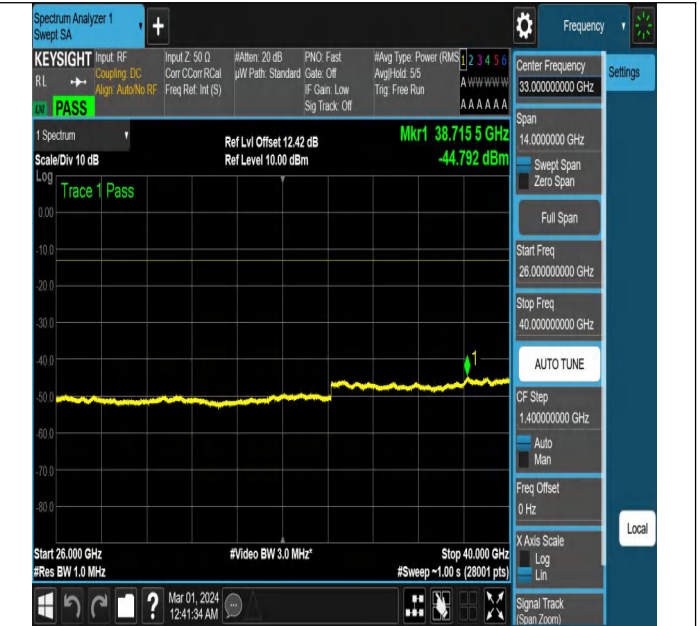 Spectrum Analyzer 1
Swept SA
+
Frequency
KEYSIGHT
RL
LXI
PASS
Input: RF
Coupling: DC
Align: Auto/No RF
Input Z: 50 Ω
Corr CCorr RCal
Freq Ref: Int (S)
#Atten: 20 dB
µW Path: Standard
PNO: Fast
Gate: Off
IF Gain: Low
Sig Track: Off
#Avg Type: Power (RMS
Avg|Hold: 5/5
Trig: Free Run
1 2 3 4 5 6
A W W W W W
A A A A A A
1 Spectrum
Scale/Div 10 dB
Ref Lvl Offset 12.42 dB
Ref Level 10.00 dBm
Mkr1 38.715 5 GHz
-44.792 dBm
Log
Trace 1 Pass
0.00
-10.0
-20.0
-30.0
-40.0
-50.0
-60.0
-70.0
-80.0
1
Start 26.000 GHz
#Res BW 1.0 MHz
#Video BW 3.0 MHz*
Stop 40.000 GHz
#Sweep ~1.00 s (28001 pts)
Mar 01, 2024
12:41:34 AM
?
Center Frequency
33.000000000 GHz
Span
14.0000000 GHz
Swept Span
Zero Span
Full Span
Start Freq
26.000000000 GHz
Stop Freq
40.000000000 GHz
AUTO TUNE
CF Step
1.400000000 GHz
Auto
Man
Freq Offset
0 Hz
X Axis Scale
Log
Lin
Signal Track
(Span Zoom)
Settings
Local